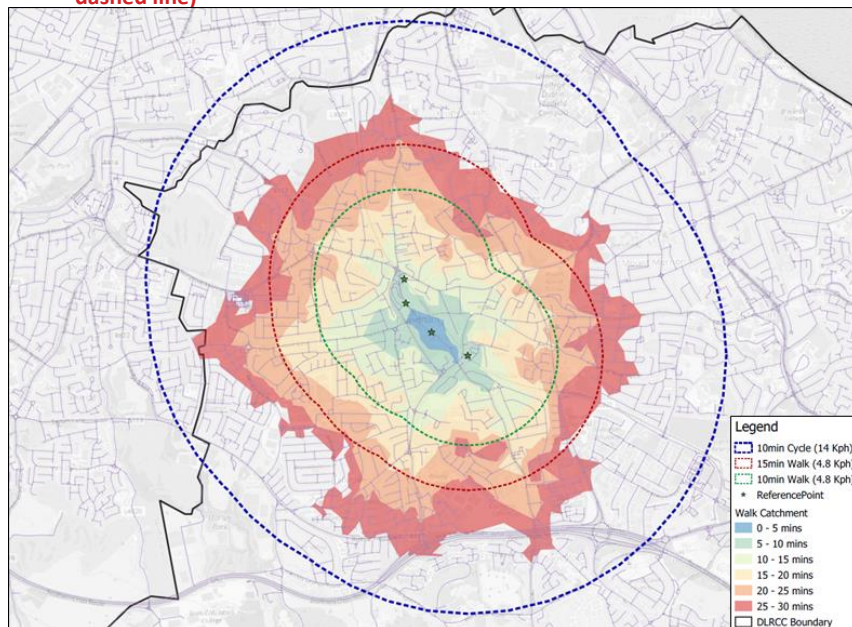 dashed line)
Legend
10min Cycle (14 Kph)
15min Walk (4.8 Kph)
10min Walk (4.8 Kph)
ReferencePoint
Walk Catchment
0 - 5 mins
5 - 10 mins
10 - 15 mins
15 - 20 mins
20 - 25 mins
25 - 30 mins
DLRCC Boundary